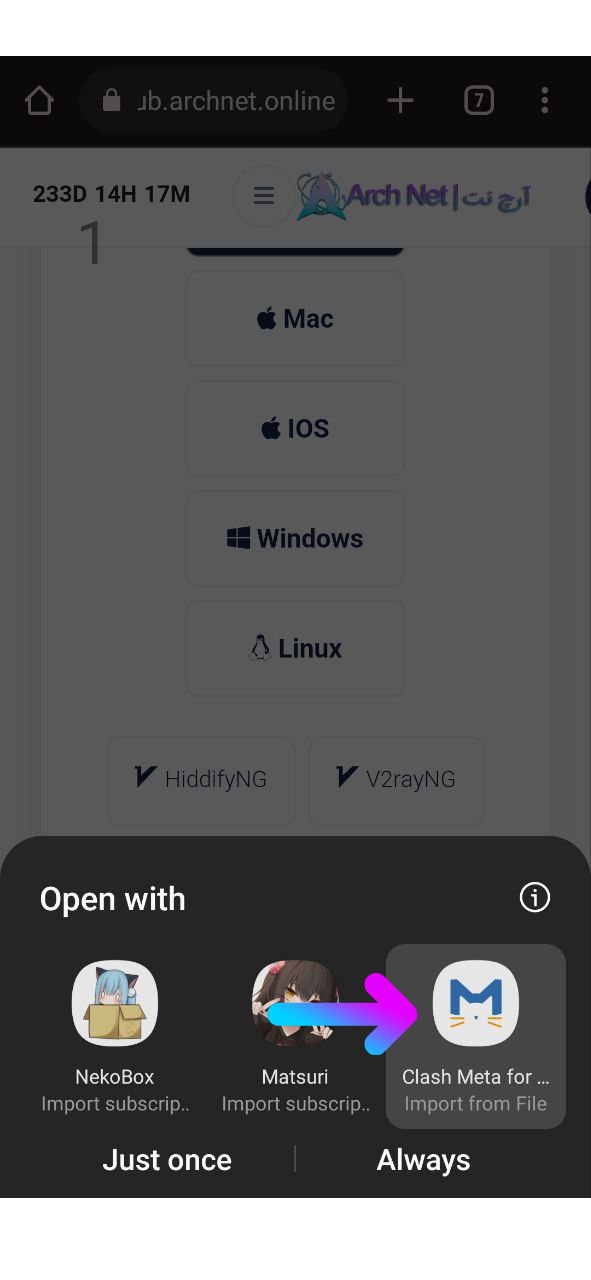 ub.archnet.online
7
233D 14H 17M
Arch Net | آرچ نت
1
Mac
IOS
Windows
Linux
HiddifyNG
V2rayNG
Open with
NekoBox
Import subscrip..
Matsuri
Import subscrip..
Clash Meta for ...
Import from File
Just once
Always